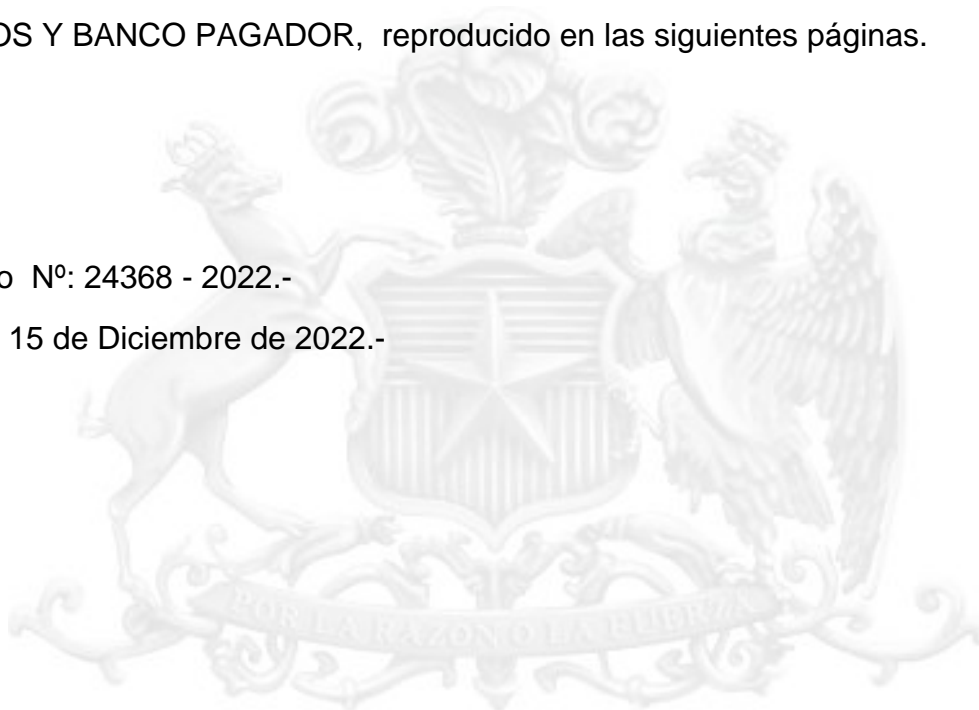 OS Y BANCO PAGADOR, reproducido en las siguientes páginas.
o Nº: 24368 - 2022.-
15 de Diciembre de 2022.-
POR LA RAZON O LA FUERZA